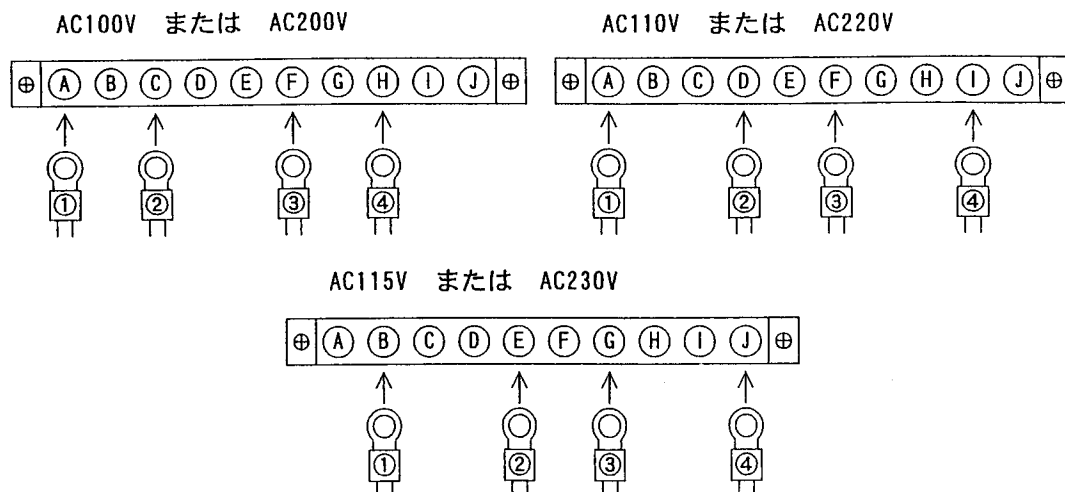 AC100V または AC200V
A B C D E F G H I J
① ② ③ ④
AC110V または AC220V
A B C D E F G H I J
① ② ③ ④
AC115V または AC230V
A B C D E F G H I J
① ② ③ ④